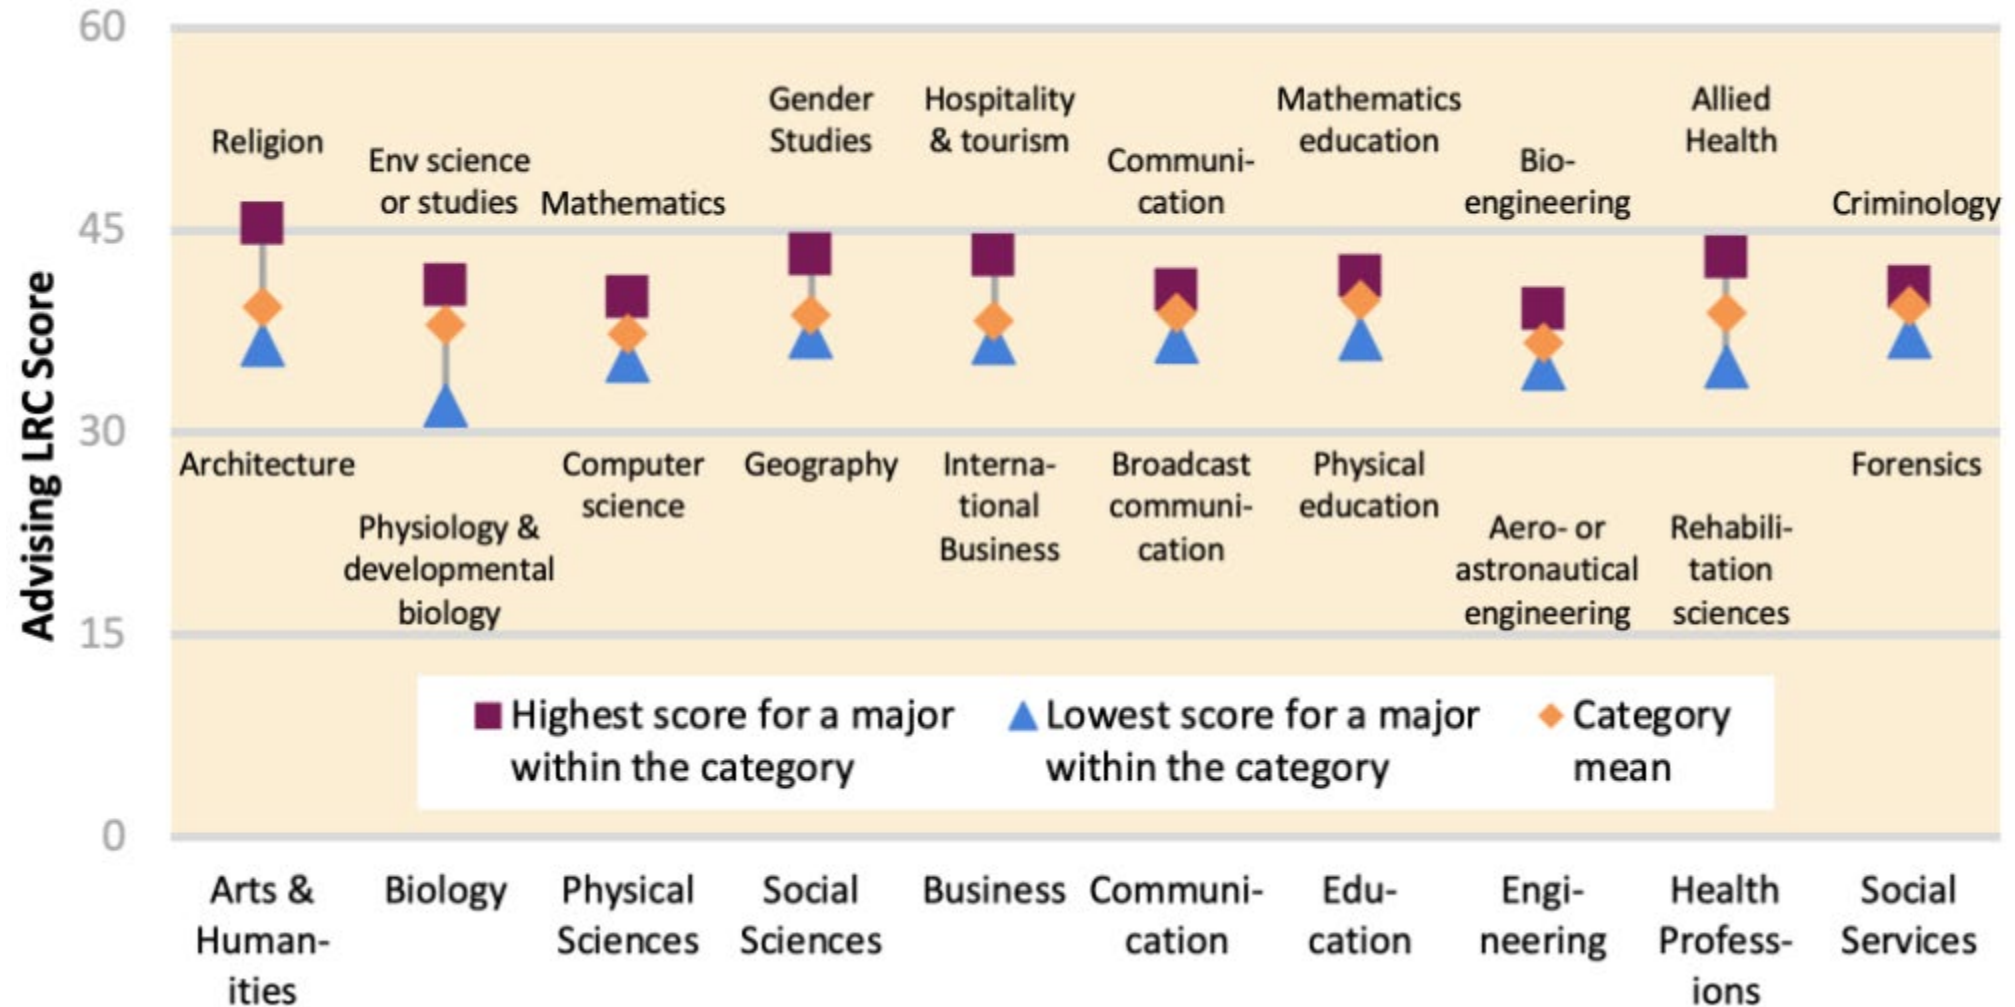 Advising LRC Score
60
45
30
15
0
Religion
Env science
or studies
Mathematics
Gender
Studies
Hospitality
& tourism
Communi-
cation
Mathematics
education
Bio-
engineering
Allied
Health
Criminology
Architecture
Physiology &
developmental
biology
Computer
science
Geography
Interna-
tional
Business
Broadcast
communi-
cation
Physical
education
Aero- or
astronautical
engineering
Rehabili-
tation
sciences
Forensics
Highest score for a major
within the category
Lowest score for a major
within the category
Category
mean
Arts &
Human-
ities
Biology
Physical
Sciences
Social
Sciences
Business
Communi-
cation
Edu-
cation
Engi-
neering
Health
Profess-
ions
Social
Services